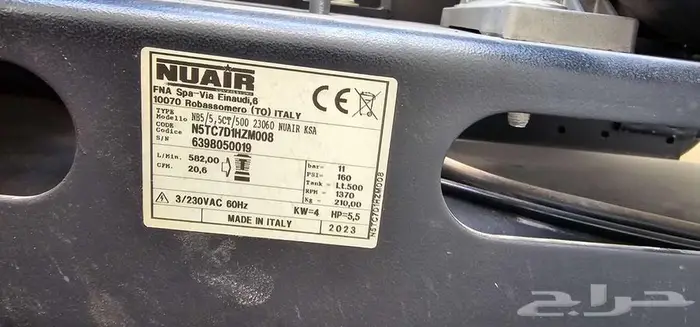 NUAIR
FNA Spa-Via Einaudi,6
10070 Robassomero (TO) ITALY
CE
TYPE
Modello NB5/5,5CT/500 23060 NUAIR KSA
CODE
Codice N5TC7D1HZM008
S/N 6398050019
L/Min. 582,00
CFM. 20,6
bar= 11
PSI= 160
Tank = Lt.500
RPM = 1370
Kg = 210,00
3/230VAC 60Hz KW=4 HP=5,5
MADE IN ITALY 2023
N5TC7D1HZM008
حراج